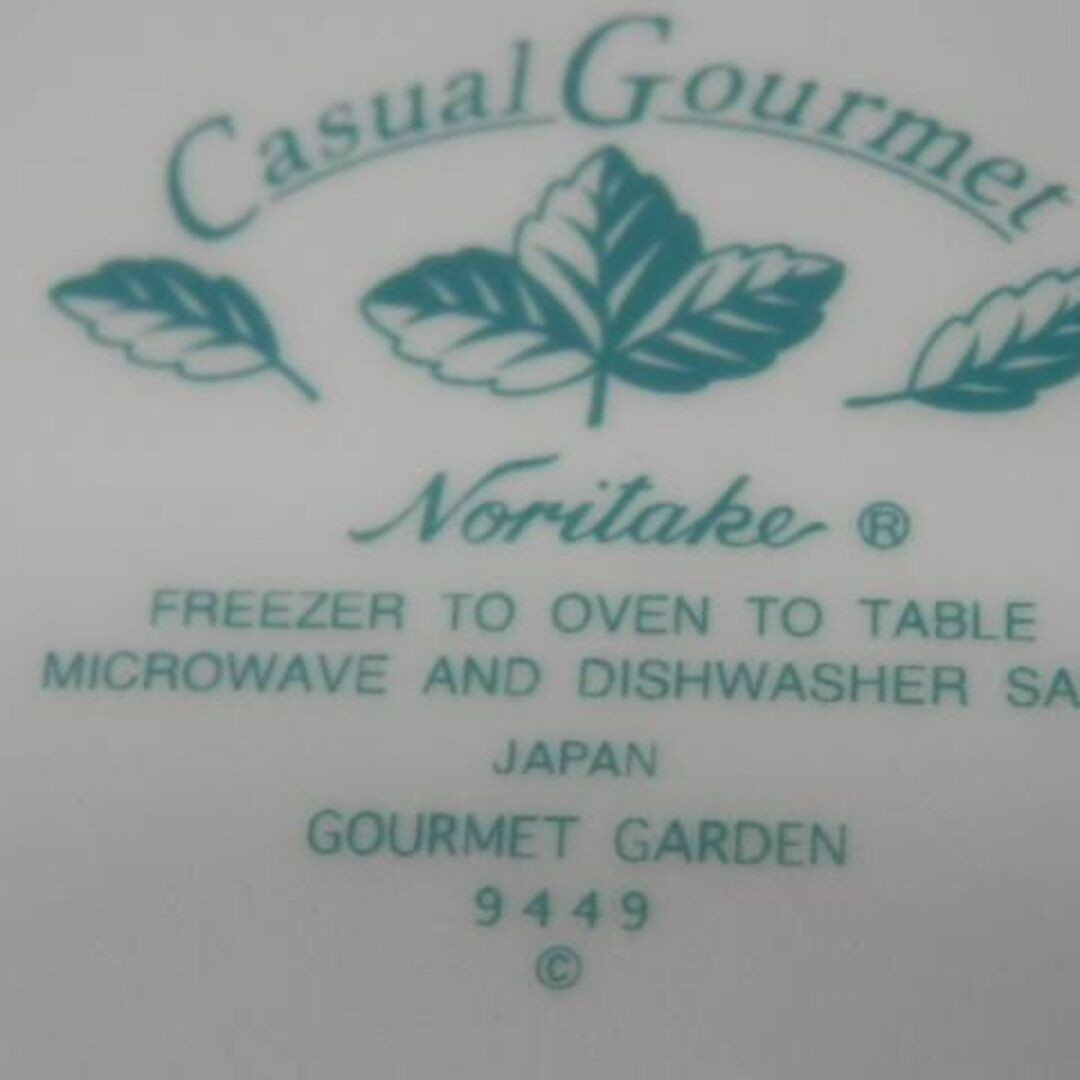 Casual Gourmet
Noritake ®
FREEZER TO OVEN TO TABLE
MICROWAVE AND DISHWASHER SA
JAPAN
GOURMET GARDEN
9449
©